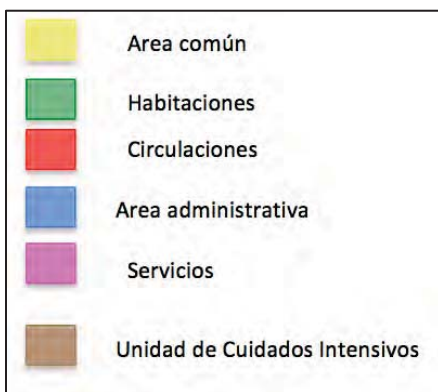 Area común
Habitaciones
Circulaciones
Area administrativa
Servicios
Unidad de Cuidados Intensivos